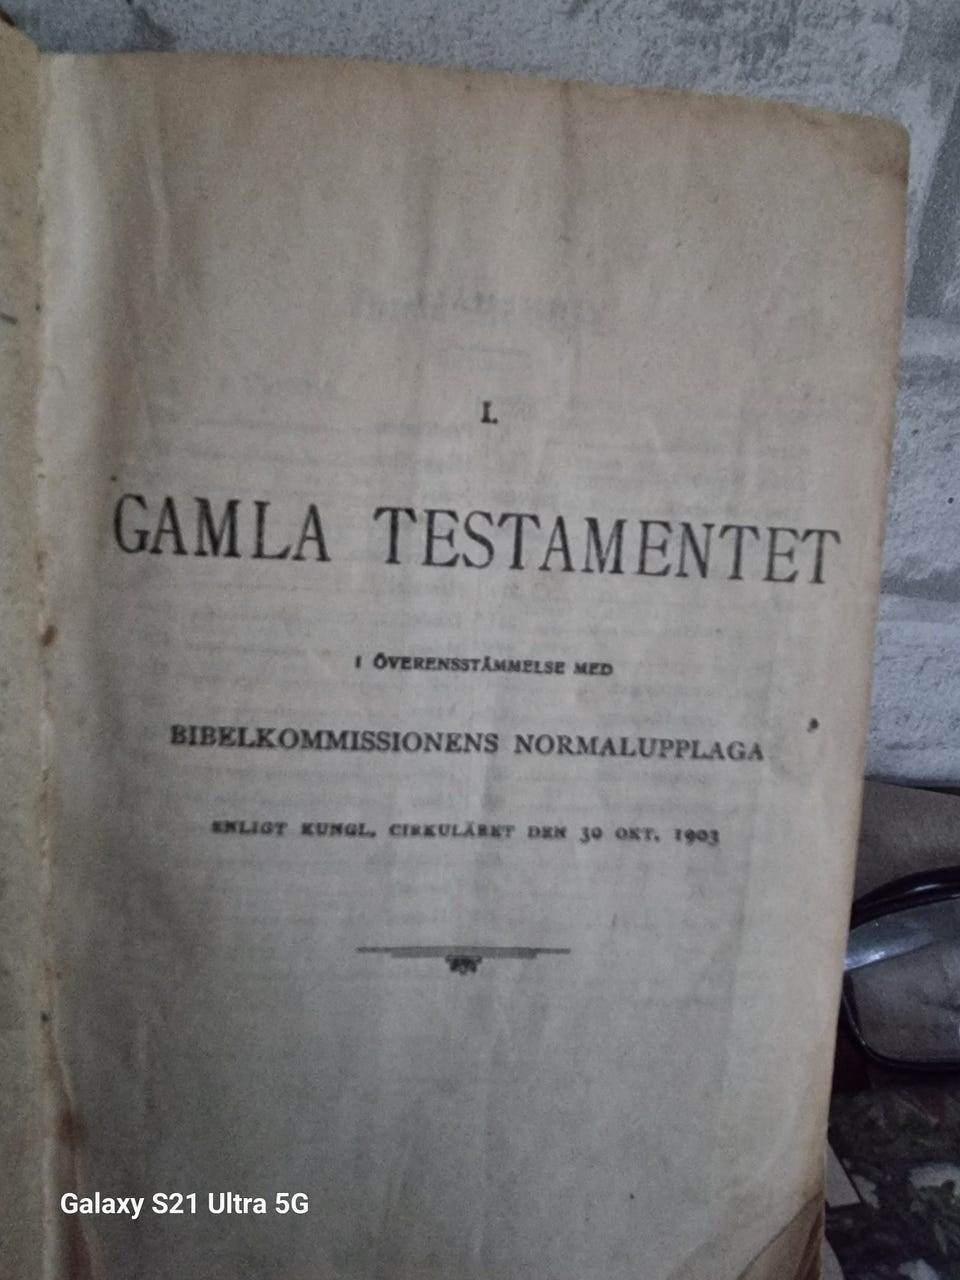 I.
GAMLA TESTAMENTET
I ÖVERENSSTÄMMELSE MED
BIBELKOMMISSIONENS NORMALUPPLAGA
ENLIGT KUNGL. CIRKULÄRET DEN 30 OKT. 1903
Galaxy S21 Ultra 5G